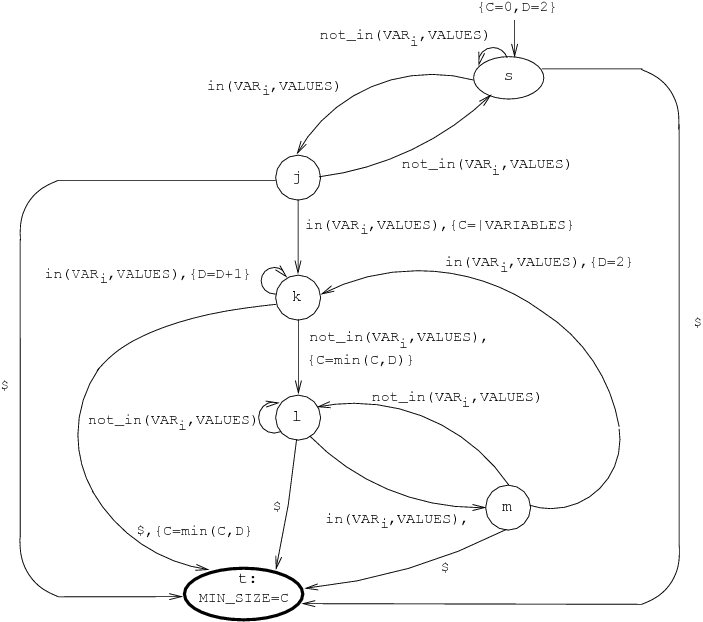 {C=0,D=2}
not_in(VARi,VALUES)
s
in(VARi,VALUES)
not_in(VARi,VALUES)
j
in(VARi,VALUES),{C=|VARIABLES}
in(VARi,VALUES),{D=2}
in(VARi,VALUES),{D=D+1}
k
$
not_in(VARi,VALUES),
{C=min(C,D)}
$
not_in(VARi,VALUES)
not_in(VARi,VALUES)
l
$
m
in(VARi,VALUES),
$,{C=min(C,D}
$
t:
MIN_SIZE=C